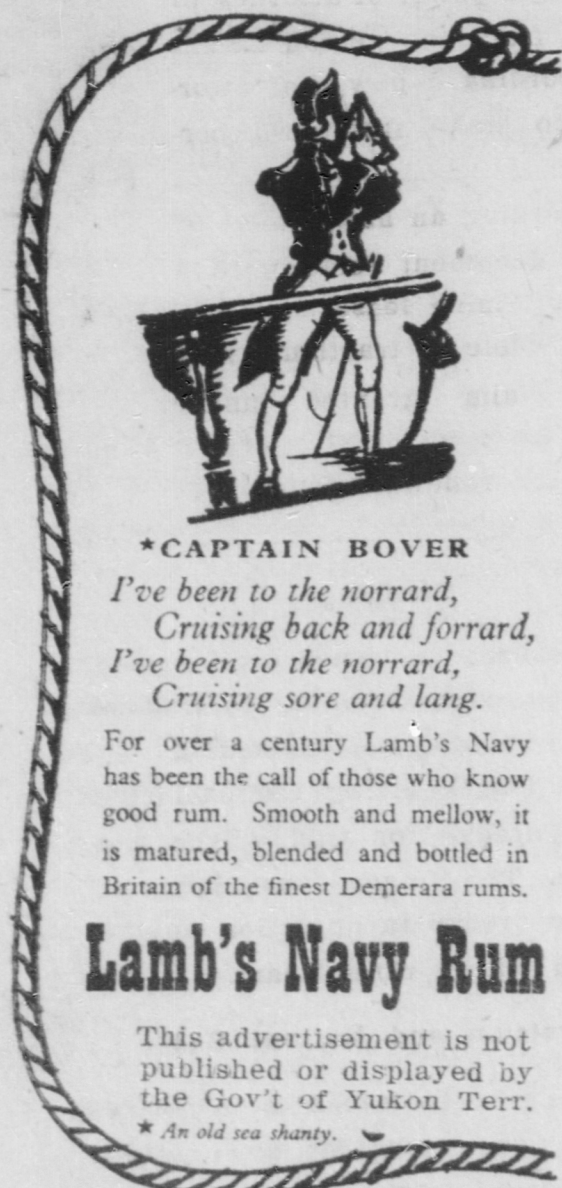 *CAPTAIN BOVER
I've been to the norrard,
Cruising back and forrard,
I've been to the norrard,
Cruising sore and lang.
For over a century Lamb's Navy
has been the call of those who know
good rum. Smooth and mellow, it
is matured, blended and bottled in
Britain of the finest Demerara rums.
Lamb's Navy Rum
This advertisement is not
published or displayed by
the Gov't of Yukon Terr.
* An old sea shanty.